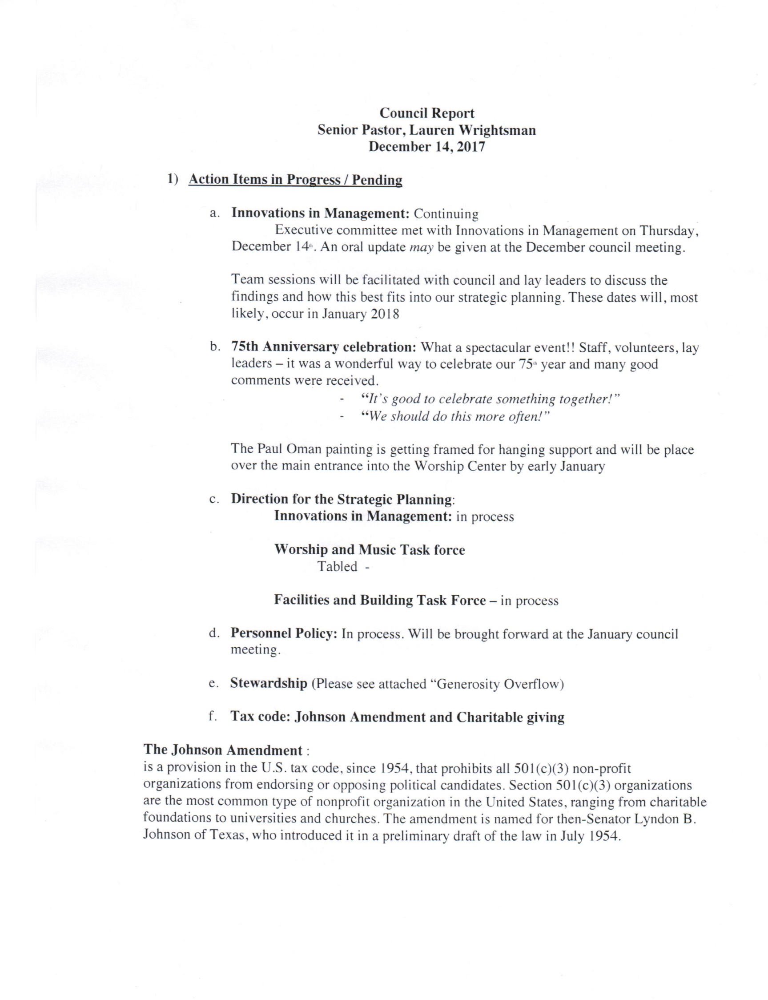 Council Report
Senior Pastor, Lauren Wrightsman
December 14, 2017
1) Action Items in Progress / Pending
a. Innovations in Management: Continuing
Executive committee met with Innovations in Management on Thursday,
December 14th. An oral update may be given at the December council meeting.
Team sessions will be facilitated with council and lay leaders to discuss the
findings and how this best fits into our strategic planning. These dates will, most
likely, occur in January 2018
b. 75th Anniversary celebration: What a spectacular event!! Staff, volunteers, lay
leaders – it was a wonderful way to celebrate our 75th year and many good
comments were received.
- “It’s good to celebrate something together!”
- “We should do this more often!”
The Paul Oman painting is getting framed for hanging support and will be place
over the main entrance into the Worship Center by early January
c. Direction for the Strategic Planning:
Innovations in Management: in process
Worship and Music Task force
Tabled -
Facilities and Building Task Force – in process
d. Personnel Policy: In process. Will be brought forward at the January council
meeting.
e. Stewardship (Please see attached “Generosity Overflow)
f. Tax code: Johnson Amendment and Charitable giving
The Johnson Amendment :
is a provision in the U.S. tax code, since 1954, that prohibits all 501(c)(3) non-profit
organizations from endorsing or opposing political candidates. Section 501(c)(3) organizations
are the most common type of nonprofit organization in the United States, ranging from charitable
foundations to universities and churches. The amendment is named for then-Senator Lyndon B.
Johnson of Texas, who introduced it in a preliminary draft of the law in July 1954.